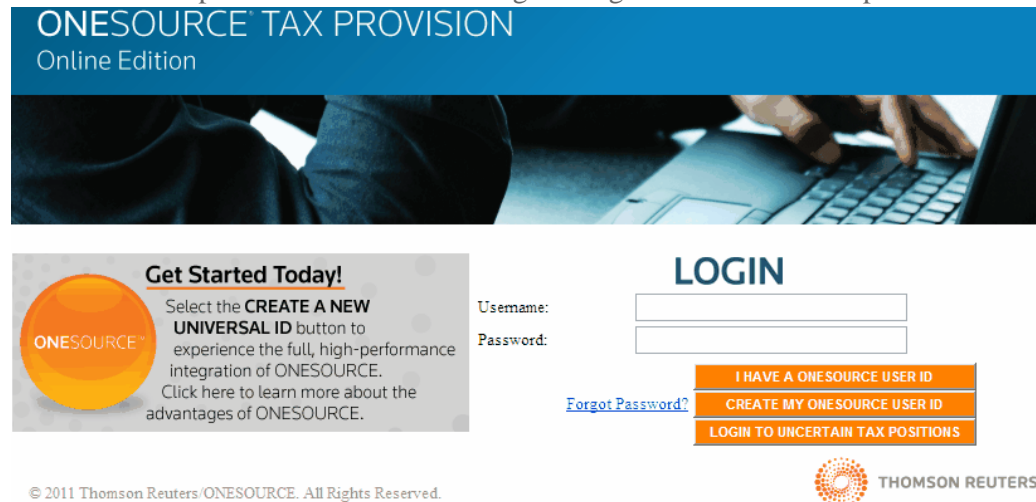 ONESOURCE® TAX PROVISION
Online Edition
Get Started Today!
Select the CREATE A NEW
UNIVERSAL ID button to
experience the full, high-performance
integration of ONESOURCE.
Click here to learn more about the
advantages of ONESOURCE.
ONESOURCE™
LOGIN
Username:
Password:
I HAVE A ONESOURCE USER ID
Forgot Password?
CREATE MY ONESOURCE USER ID
LOGIN TO UNCERTAIN TAX POSITIONS
© 2011 Thomson Reuters/ONESOURCE. All Rights Reserved.
THOMSON REUTERS